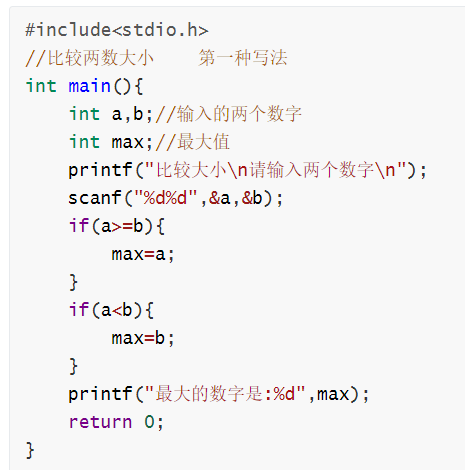 #include<stdio.h>
//比较两数大小    第一种写法
int main(){
    int a,b;//输入的两个数字
    int max;//最大值
    printf("比较大小\n请输入两个数字\n");
    scanf("%d%d",&a,&b);
    if(a>=b){
        max=a;
    }
    if(a<b){
        max=b;
    }
    printf("最大的数字是:%d",max);
    return 0;
}